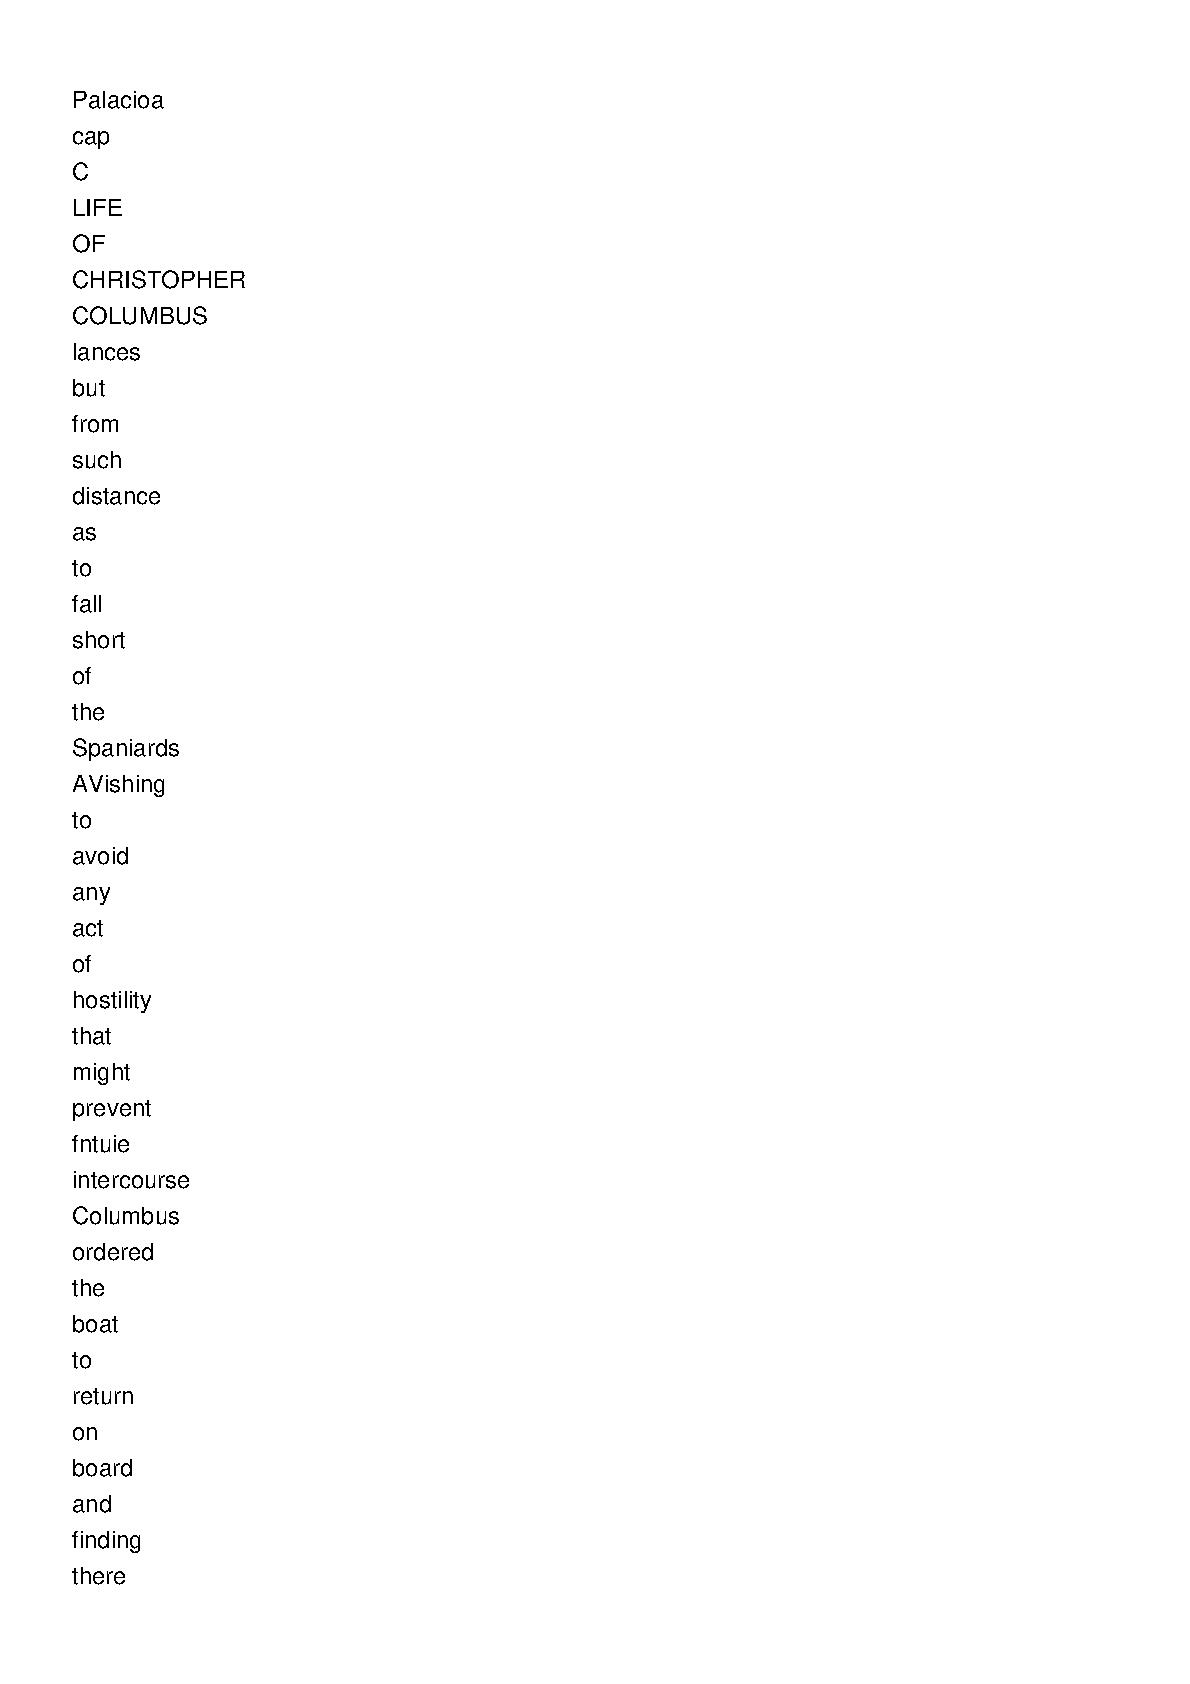 Palacioa
cap
C
LIFE
OF
CHRISTOPHER
COLUMBUS
lances
but
from
such
distance
as
to
fall
short
of
the
Spaniards
AVishing
to
avoid
any
act
of
hostility
that
might
prevent
fntuie
intercourse
Columbus
ordered
the
boat
to
return
on
board
and
finding
there